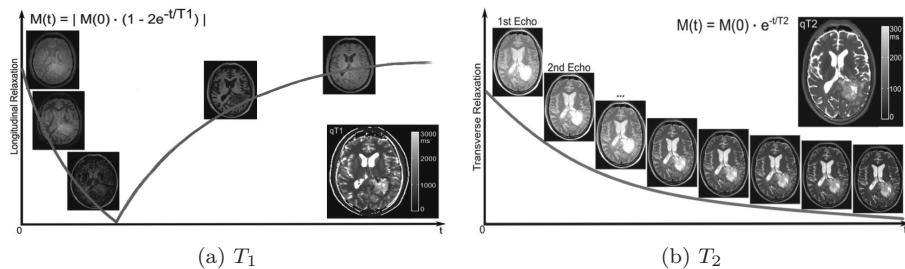 M(t) = | M(0) · (1 - 2e^-t/T1) |
Longitudinal Relaxation
qT1
3000
ms
2000
1000
0
0
t
(a) T₁
1st Echo
2nd Echo
...
M(t) = M(0) · e^-t/T2
Transverse Relaxation
qT2
300
ms
200
100
0
0
t
(b) T₂